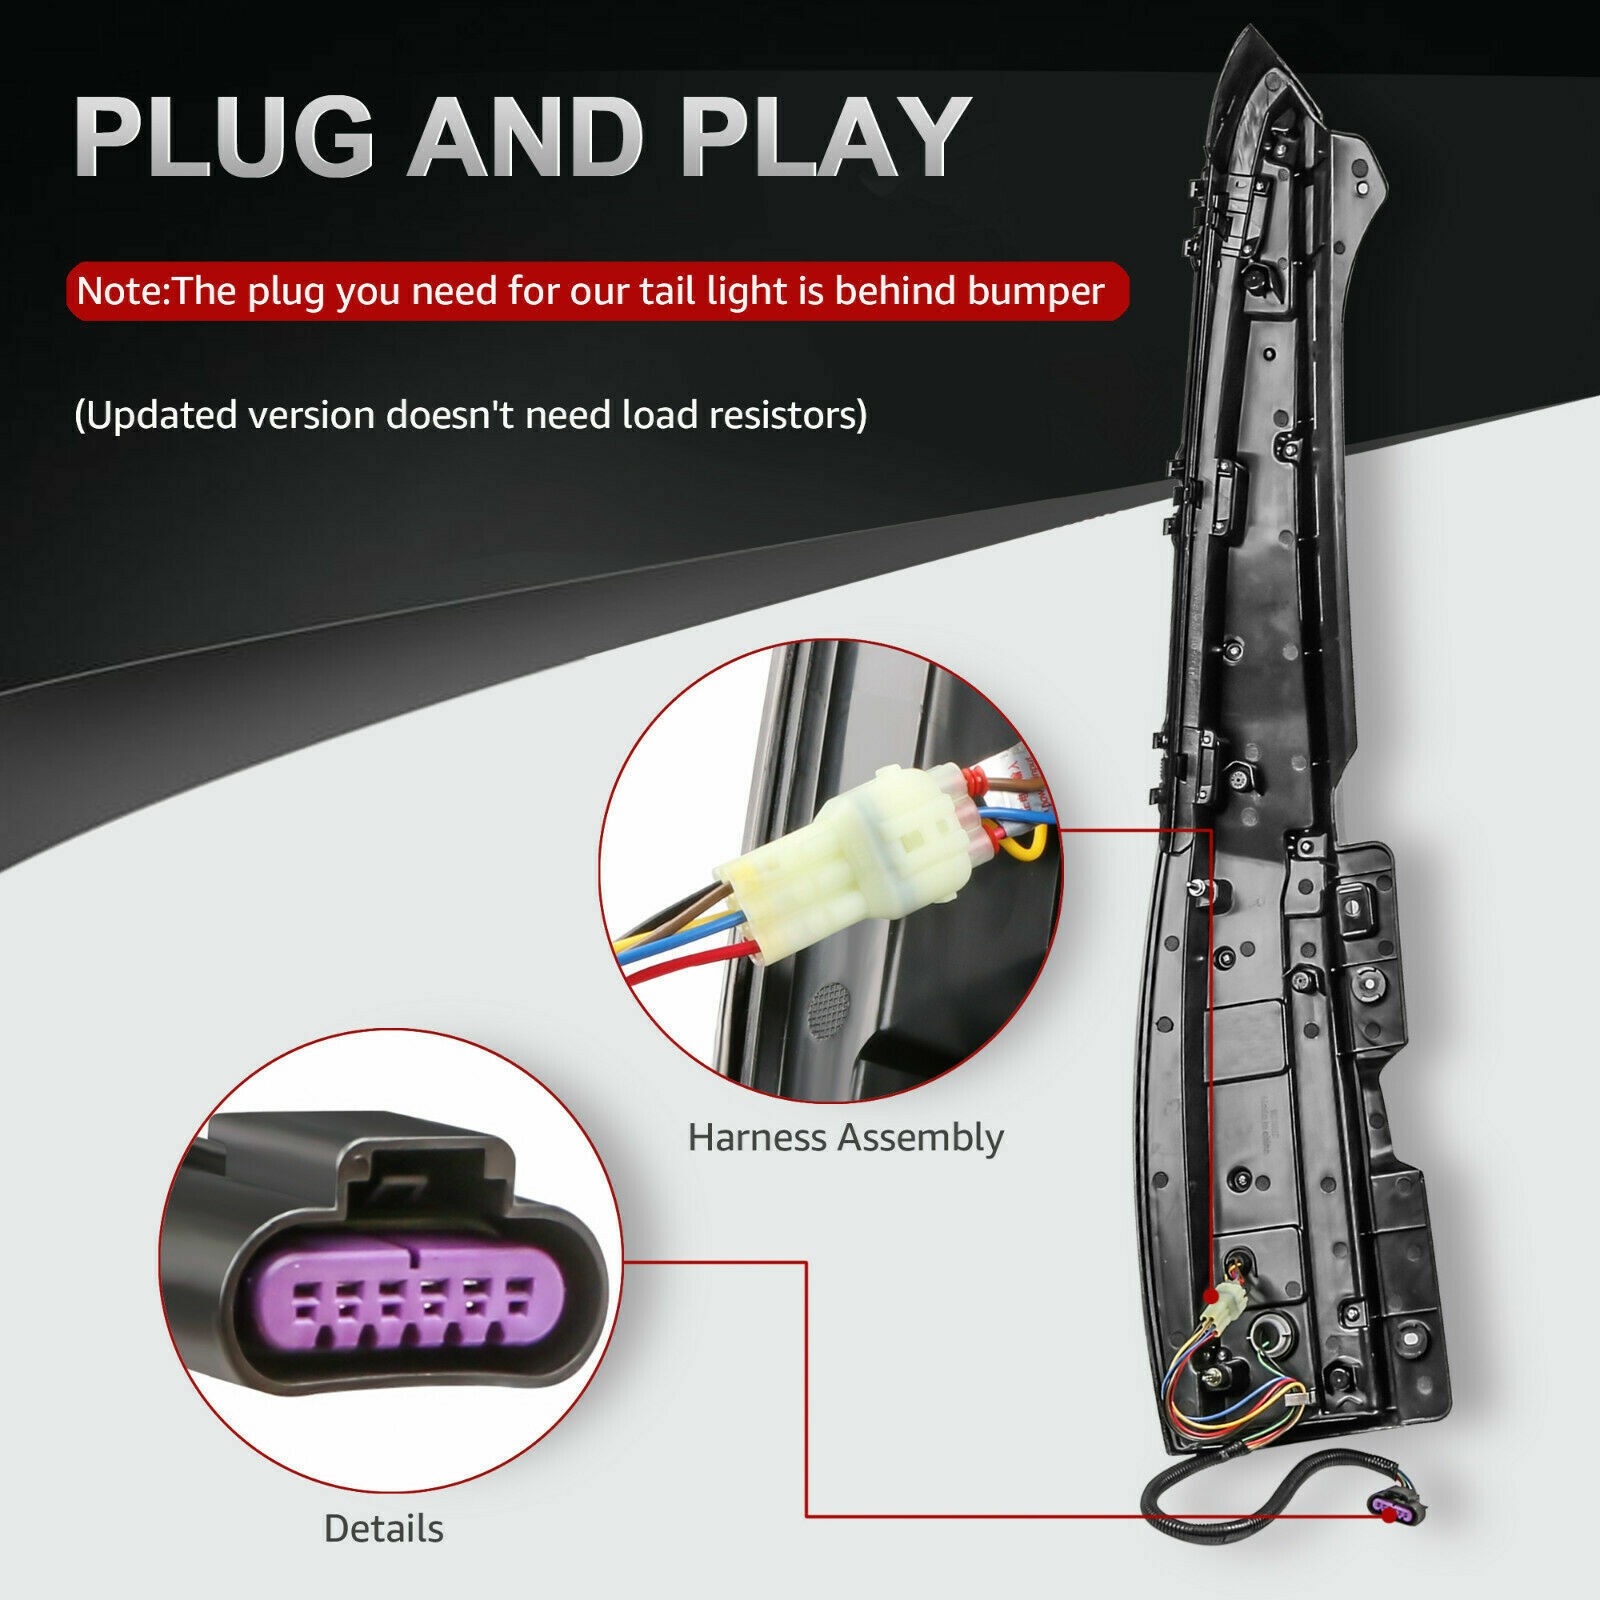 PLUG AND PLAY
Note:The plug you need for our tail light is behind bumper
(Updated version doesn't need load resistors)
Harness Assembly
Details